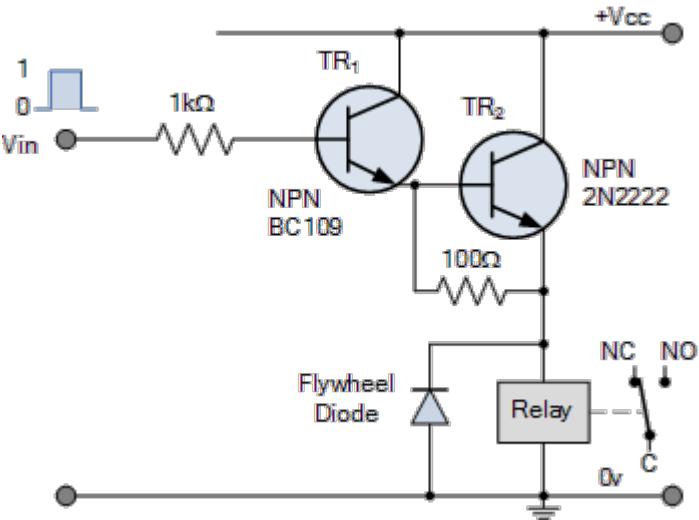 +Vcc
TR1
1
0
1kΩ
TR2
Vin
NPN
BC109
NPN
2N2222
100Ω
NC NO
Flywheel
Diode
Relay
C
0v